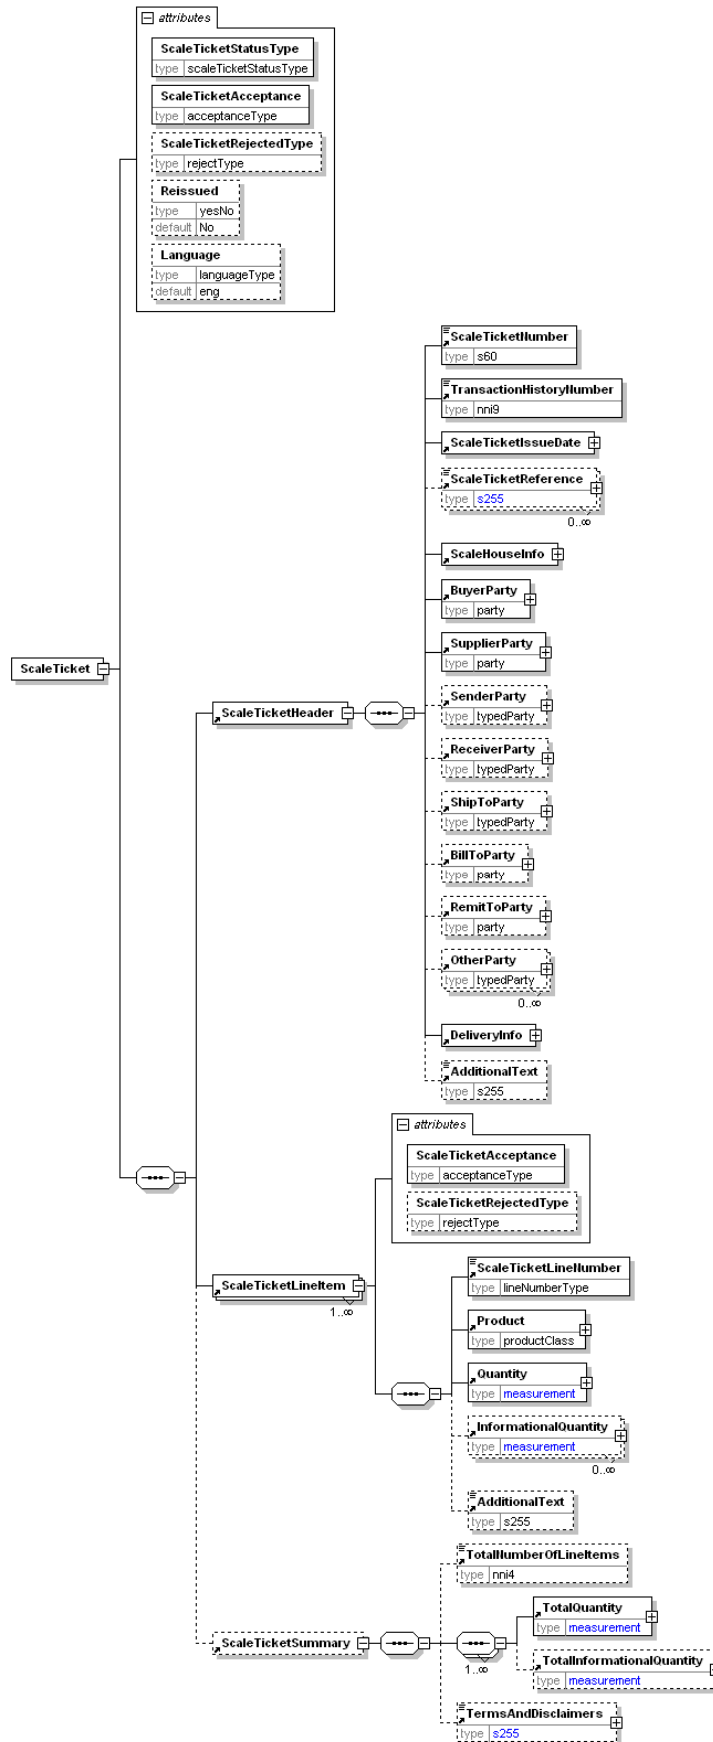 attributes
ScaleTicketStatusType
type scaleTicketStatusType
ScaleTicketAcceptance
type acceptanceType
ScaleTicketRejectedType
type rejectType
Reissued
type yesNo
default No
Language
type languageType
default eng
ScaleTicket
ScaleTicketHeader
ScaleTicketNumber
type s60
TransactionHistoryNumber
type nni9
ScaleTicketIssueDate
ScaleTicketReference
type s255
0..∞
ScaleHouseInfo
BuyerParty
type party
SupplierParty
type party
SenderParty
type typedParty
ReceiverParty
type typedParty
ShipToParty
type typedParty
BillToParty
type party
RemitToParty
type party
OtherParty
type typedParty
0..∞
DeliveryInfo
AdditionalText
type s255
ScaleTicketLineItem
1..∞
attributes
ScaleTicketAcceptance
type acceptanceType
ScaleTicketRejectedType
type rejectType
ScaleTicketLineNumber
type lineNumberType
Product
type productClass
Quantity
type measurement
InformationalQuantity
type measurement
0..∞
AdditionalText
type s255
ScaleTicketSummary
TotalNumberOfLineItems
type nni4
1..∞
TotalQuantity
type measurement
TotalInformationalQuantity
type measurement
TermsAndDisclaimers
type s255